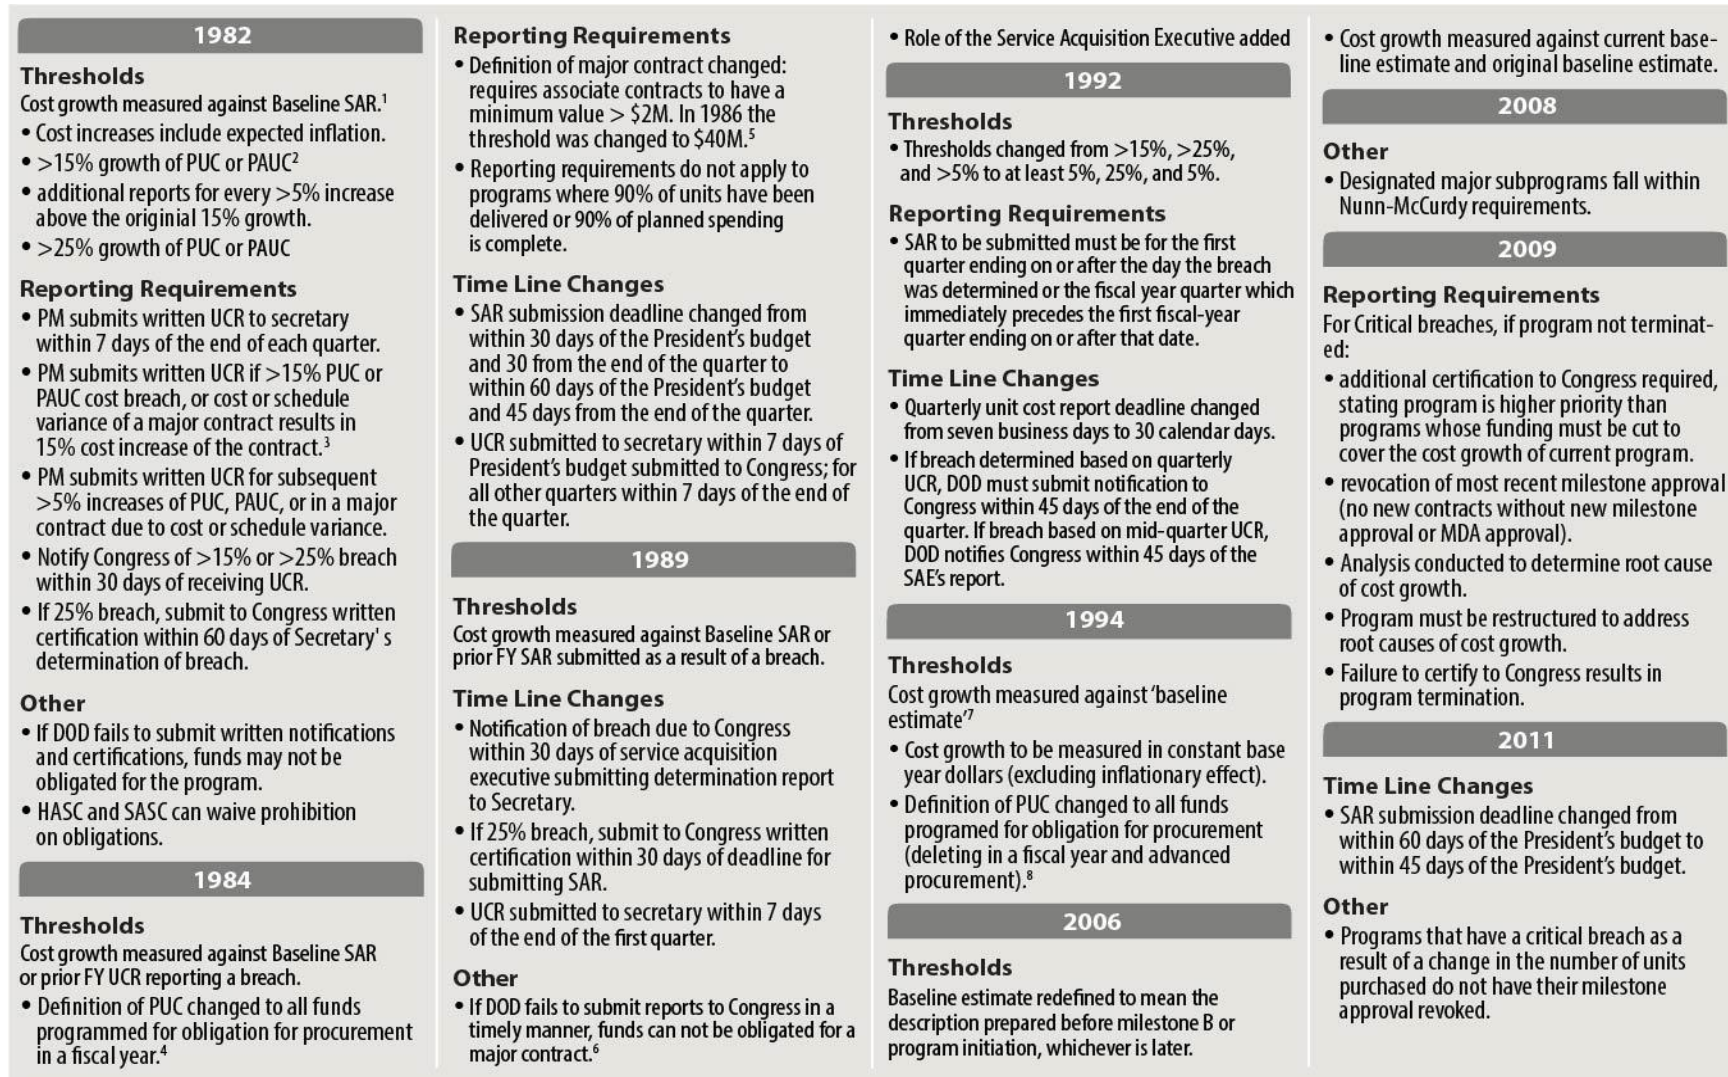 1982
Thresholds
Cost growth measured against Baseline SAR.¹
• Cost increases include expected inflation.
• >15% growth of PUC or PAUC²
• additional reports for every >5% increase
above the originial 15% growth.
• >25% growth of PUC or PAUC
Reporting Requirements
• PM submits written UCR to secretary
within 7 days of the end of each quarter.
• PM submits written UCR if >15% PUC or
PAUC cost breach, or cost or schedule
variance of a major contract results in
15% cost increase of the contract.³
• PM submits written UCR for subsequent
>5% increases of PUC, PAUC, or in a major
contract due to cost or schedule variance.
• Notify Congress of >15% or >25% breach
within 30 days of receiving UCR.
• If 25% breach, submit to Congress written
certification within 60 days of Secretary' s
determination of breach.
Other
• If DOD fails to submit written notifications
and certifications, funds may not be
obligated for the program.
• HASC and SASC can waive prohibition
on obligations.
1984
Thresholds
Cost growth measured against Baseline SAR
or prior FY UCR reporting a breach.
• Definition of PUC changed to all funds
programmed for obligation for procurement
in a fiscal year.⁴
Reporting Requirements
• Definition of major contract changed:
requires associate contracts to have a
minimum value > $2M. In 1986 the
threshold was changed to $40M.⁵
• Reporting requirements do not apply to
programs where 90% of units have been
delivered or 90% of planned spending
is complete.
Time Line Changes
• SAR submission deadline changed from
within 30 days of the President's budget
and 30 from the end of the quarter to
within 60 days of the President's budget
and 45 days from the end of the quarter.
• UCR submitted to secretary within 7 days of
President's budget submitted to Congress; for
all other quarters within 7 days of the end of
the quarter.
1989
Thresholds
Cost growth measured against Baseline SAR or
prior FY SAR submitted as a result of a breach.
Time Line Changes
• Notification of breach due to Congress
within 30 days of service acquisition
executive submitting determination report
to Secretary.
• If 25% breach, submit to Congress written
certification within 30 days of deadline for
submitting SAR.
• UCR submitted to secretary within 7 days
of the end of the first quarter.
Other
• If DOD fails to submit reports to Congress in a
timely manner, funds can not be obligated for a
major contract.⁶
• Role of the Service Acquisition Executive added
1992
Thresholds
• Thresholds changed from >15%, >25%,
and >5% to at least 5%, 25%, and 5%.
Reporting Requirements
• SAR to be submitted must be for the first
quarter ending on or after the day the breach
was determined or the fiscal year quarter which
immediately precedes the first fiscal-year
quarter ending on or after that date.
Time Line Changes
• Quarterly unit cost report deadline changed
from seven business days to 30 calendar days.
• If breach determined based on quarterly
UCR, DOD must submit notification to
Congress within 45 days of the end of the
quarter. If breach based on mid-quarter UCR,
DOD notifies Congress within 45 days of the
SAE's report.
1994
Thresholds
Cost growth measured against 'baseline
estimate'⁷
• Cost growth to be measured in constant base
year dollars (excluding inflationary effect).
• Definition of PUC changed to all funds
programed for obligation for procurement
(deleting in a fiscal year and advanced
procurement).⁸
2006
Thresholds
Baseline estimate redefined to mean the
description prepared before milestone B or
program initiation, whichever is later.
• Cost growth measured against current base-
line estimate and original baseline estimate.
2008
Other
• Designated major subprograms fall within
Nunn-McCurdy requirements.
2009
Reporting Requirements
For Critical breaches, if program not terminat-
ed:
• additional certification to Congress required,
stating program is higher priority than
programs whose funding must be cut to
cover the cost growth of current program.
• revocation of most recent milestone approval
(no new contracts without new milestone
approval or MDA approval).
• Analysis conducted to determine root cause
of cost growth.
• Program must be restructured to address
root causes of cost growth.
• Failure to certify to Congress results in
program termination.
2011
Time Line Changes
• SAR submission deadline changed from
within 60 days of the President's budget to
within 45 days of the President's budget.
Other
• Programs that have a critical breach as a
result of a change in the number of units
purchased do not have their milestone
approval revoked.